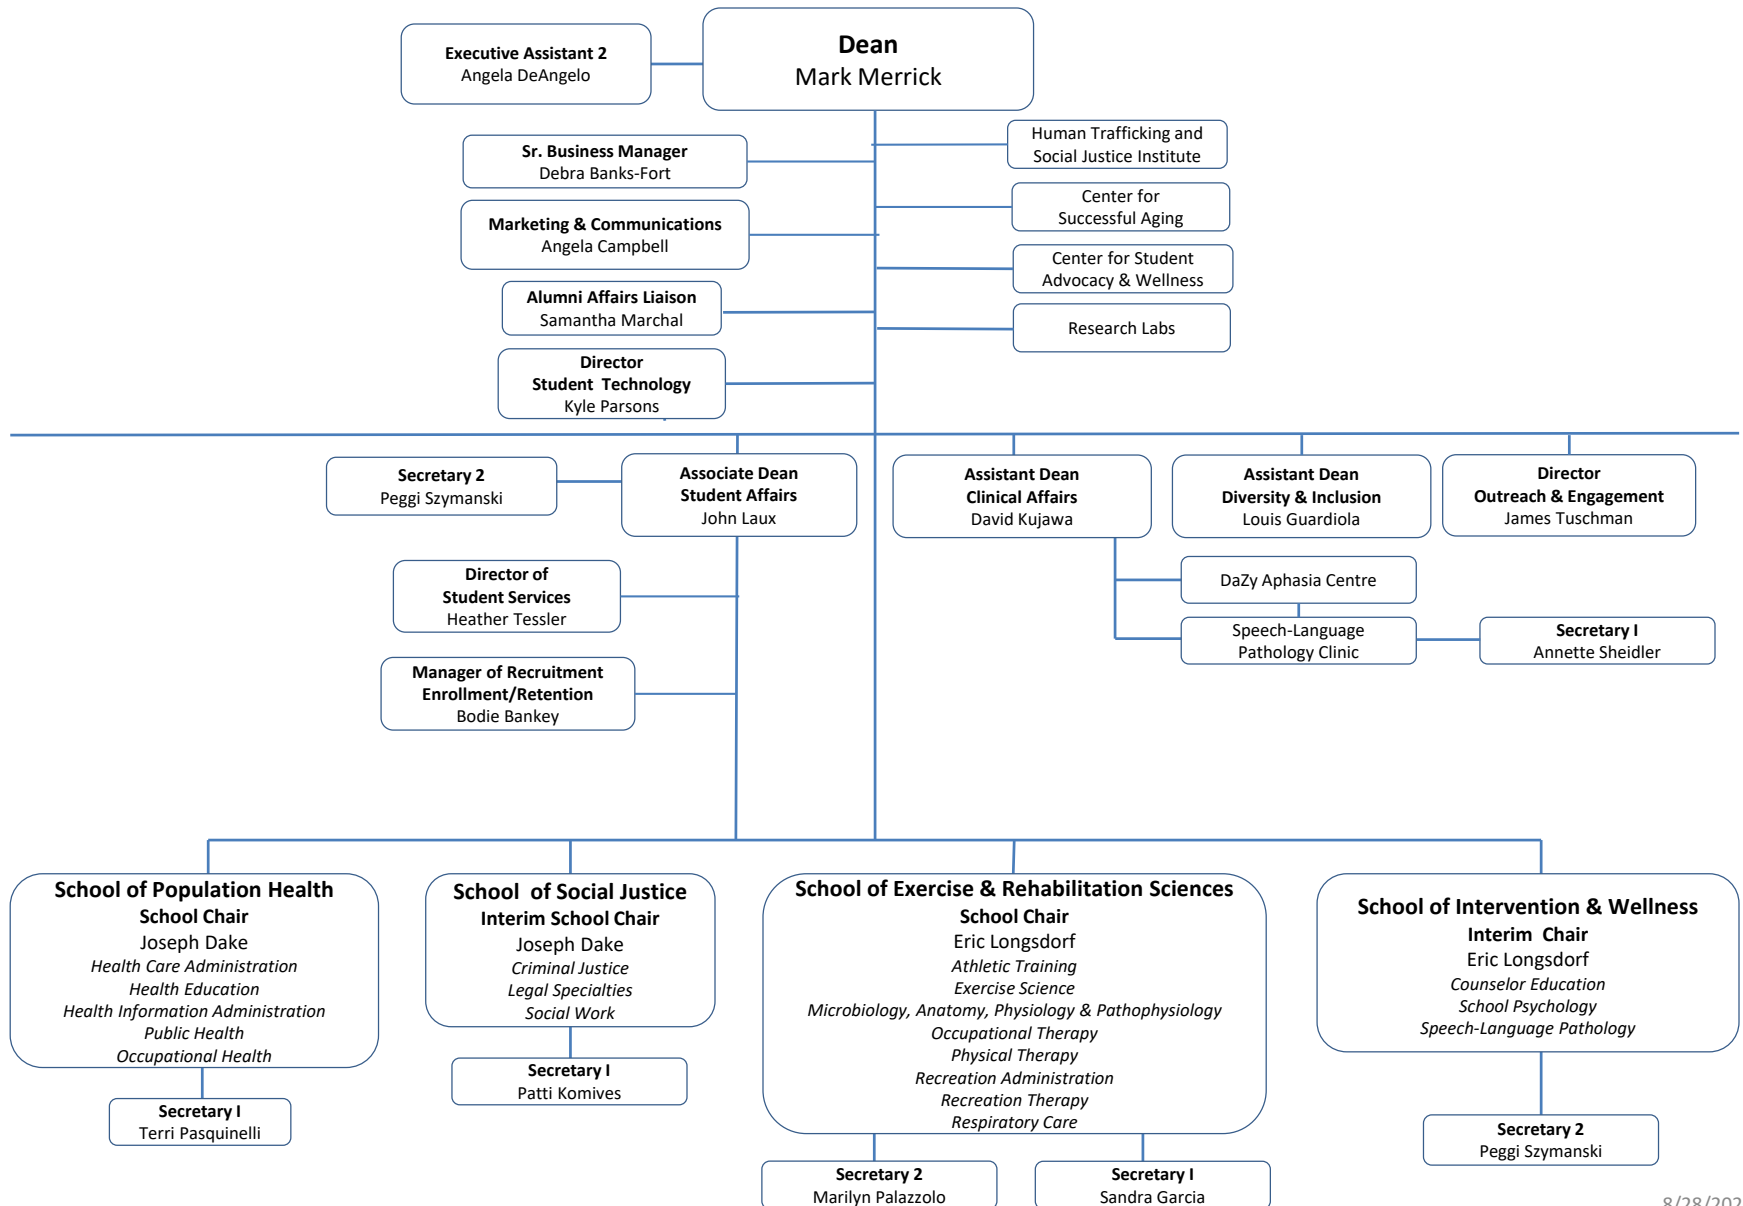 Dean
Mark Merrick
Executive Assistant 2
Angela DeAngelo
Sr. Business Manager
Debra Banks-Fort
Marketing & Communications
Angela Campbell
Alumni Affairs Liaison
Samantha Marchal
Director
Student  Technology
Kyle Parsons
Human Trafficking and
Social Justice Institute
Center for
Successful Aging
Center for Student
Advocacy & Wellness
Research Labs
Secretary 2
Peggi Szymanski
Associate Dean
Student Affairs
John Laux
Assistant Dean
Clinical Affairs
David Kujawa
Assistant Dean
Diversity & Inclusion
Louis Guardiola
Director
Outreach & Engagement
James Tuschman
Director of
Student Services
Heather Tessler
Manager of Recruitment
Enrollment/Retention
Bodie Bankey
DaZy Aphasia Centre
Speech-Language
Pathology Clinic
Secretary I
Annette Sheidler
School of Population Health
School Chair
Joseph Dake
Health Care Administration
Health Education
Health Information Administration
Public Health
Occupational Health
Secretary I
Terri Pasquinelli
School  of Social Justice
Interim School Chair
Joseph Dake
Criminal Justice
Legal Specialties
Social Work
Secretary I
Patti Komives
School of Exercise & Rehabilitation Sciences
School Chair
Eric Longsdorf
Athletic Training
Exercise Science
Microbiology, Anatomy, Physiology & Pathophysiology
Occupational Therapy
Physical Therapy
Recreation Administration
Recreation Therapy
Respiratory Care
Secretary 2
Marilyn Palazzolo
Secretary I
Sandra Garcia
School of Intervention & Wellness
Interim  Chair
Eric Longsdorf
Counselor Education
School Psychology
Speech-Language Pathology
Secretary 2
Peggi Szymanski
8/28/202